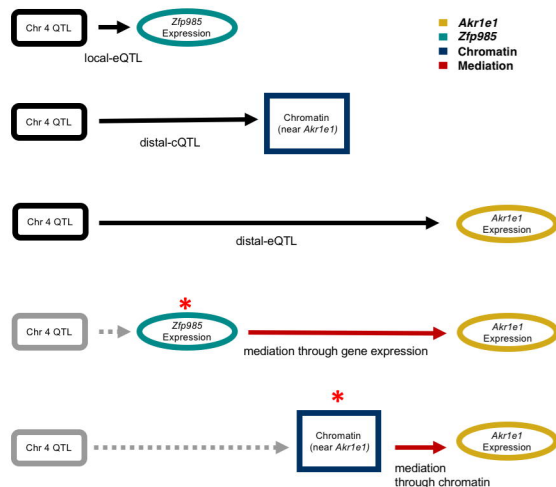 Chr 4 QTL
Zfp985
Expression
local-eQTL
Akr1e1
Zfp985
Chromatin
Mediation
Chr 4 QTL
distal-cQTL
Chromatin
(near Akr1e1)
Chr 4 QTL
distal-eQTL
Akr1e1
Expression
Chr 4 QTL
*
Zfp985
Expression
mediation through gene expression
Akr1e1
Expression
Chr 4 QTL
*
Chromatin
(near Akr1e1)
mediation
through chromatin
Akr1e1
Expression